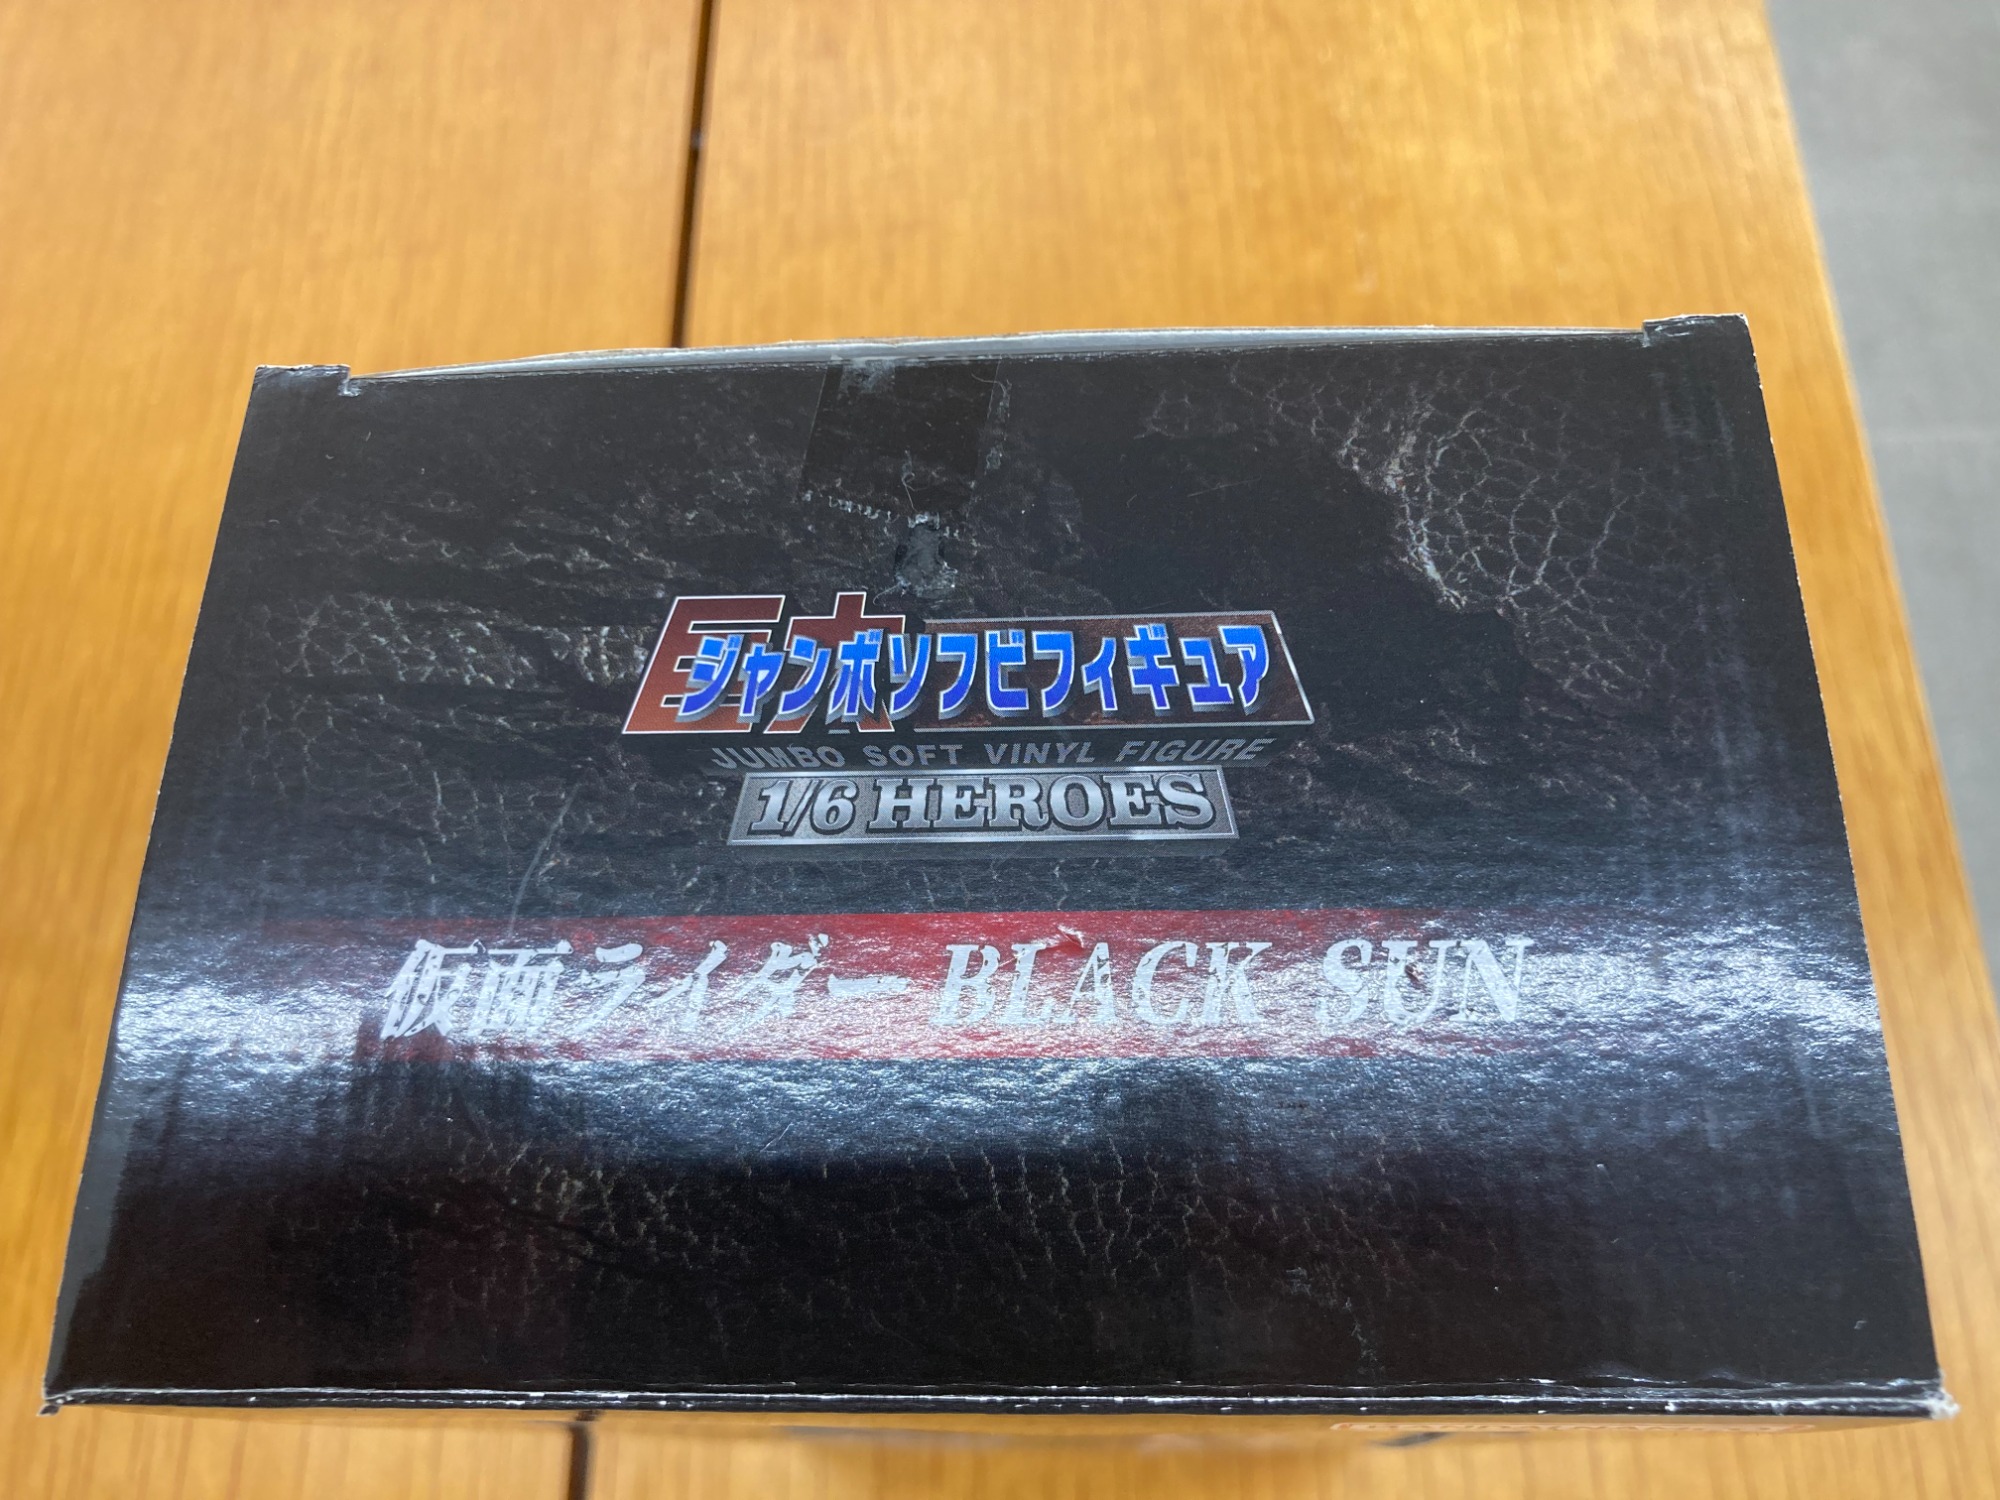 巨大
ジャンボソフビフィギュア
JUMBO SOFT VINYL FIGURE
1/6 HEROES
仮面ライダー BLACK SUN